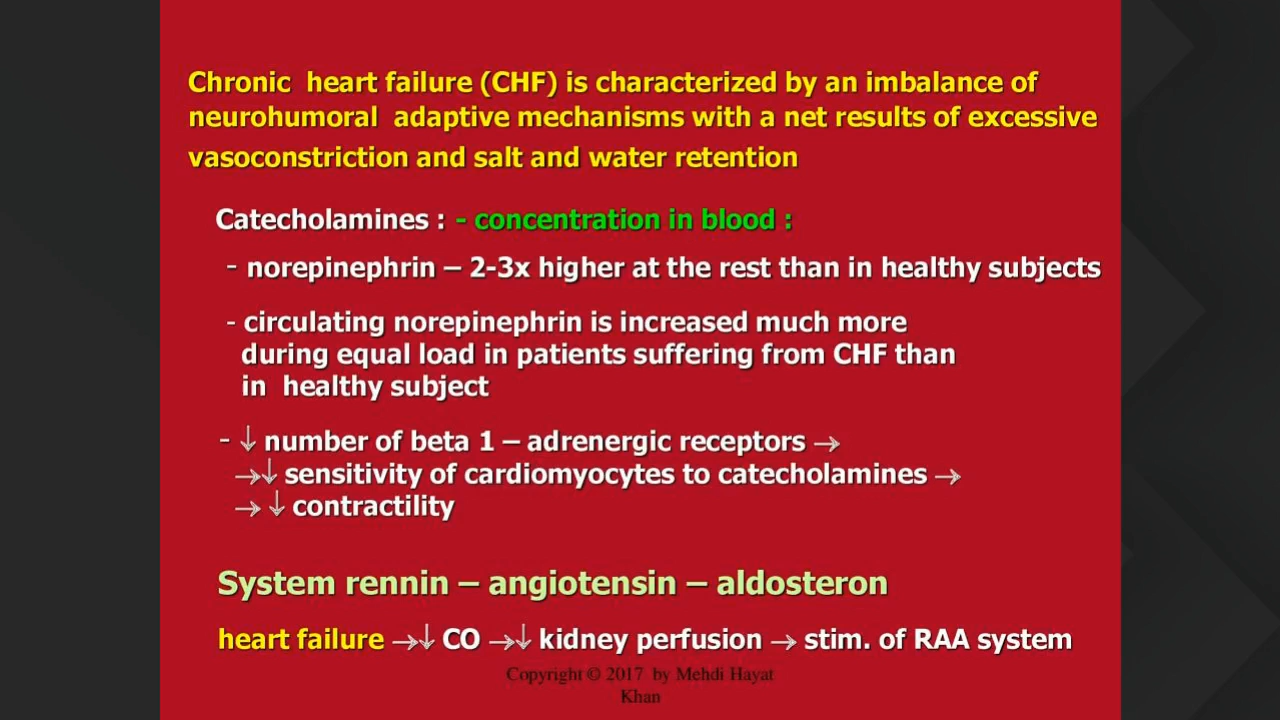 Chronic heart failure (CHF) is characterized by an imbalance of
neurohumoral adaptive mechanisms with a net results of excessive
vasoconstriction and salt and water retention
Catecholamines : - concentration in blood :
- norepinephrin – 2-3x higher at the rest than in healthy subjects
- circulating norepinephrin is increased much more
during equal load in patients suffering from CHF than
in healthy subject
- ↓ number of beta 1 – adrenergic receptors →
→↓ sensitivity of cardiomyocytes to catecholamines →
→ ↓ contractility
System rennin – angiotensin – aldosteron
heart failure →↓ CO →↓ kidney perfusion → stim. of RAA system
Copyright © 2017 by Mehdi Hayat
Khan